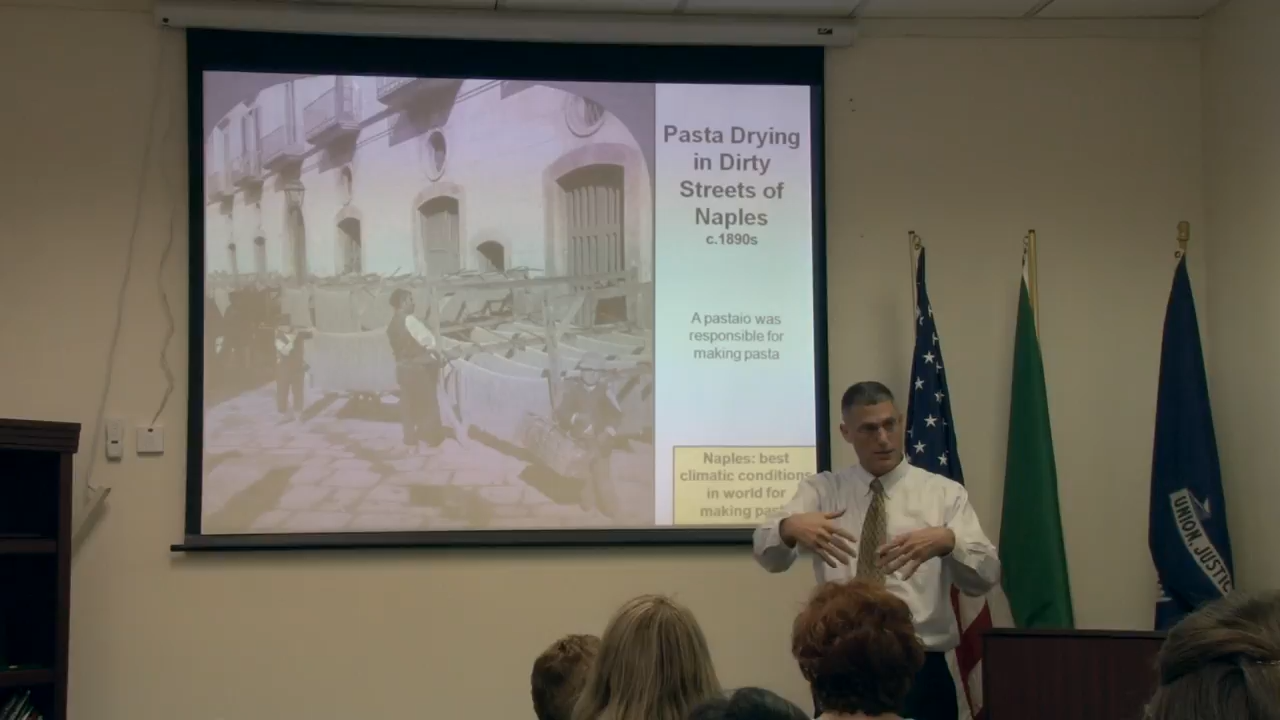 Pasta Drying
in Dirty
Streets of
Naples
c.1890s
A pastaio was
responsible for
making pasta
Naples: best
climatic conditions
in world for
making
UNION, JUSTIC